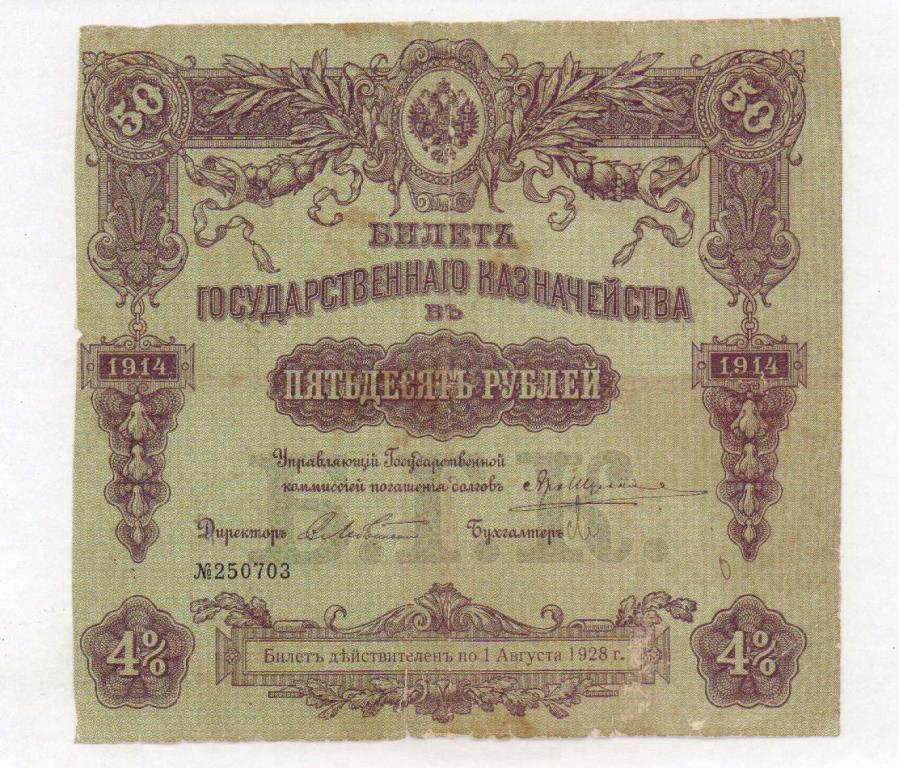 50 50
БИЛЕТЪ
ГОСУДАРСТВЕННАГО КАЗНАЧЕЙСТВА
ВЪ
1914 1914
ПЯТЬДЕСЯТЪ РУБЛЕЙ
Управляющій Государственной
коммиссіей погашенія долговъ
Директоръ Бухгалтеръ
№250703
4% 4%
Билетъ дѣйствителенъ по 1 Августа 1928 г.